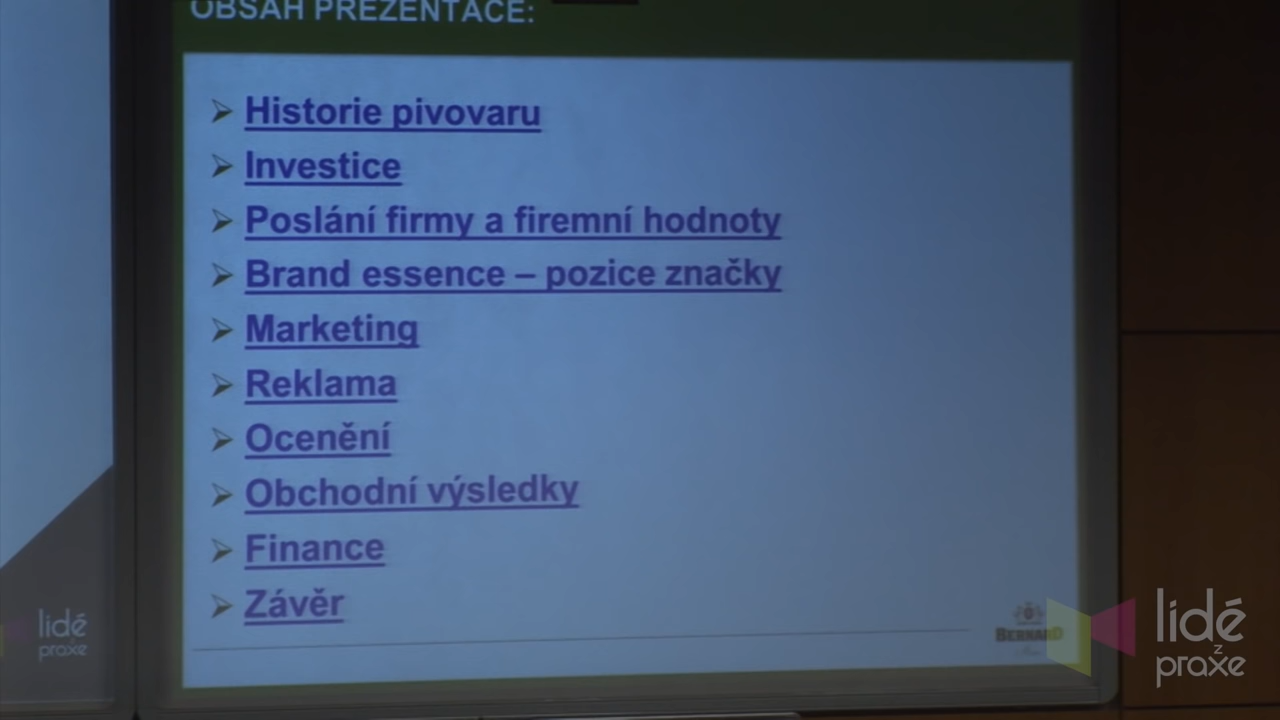 OBSAH PREZENTACE:
Historie pivovaru
Investice
Poslání firmy a firemní hodnoty
Brand essence – pozice značky
Marketing
Reklama
Ocenění
Obchodní výsledky
Finance
Závěr
BERNARD
lidé
z
praxe
lidé
z
praxe